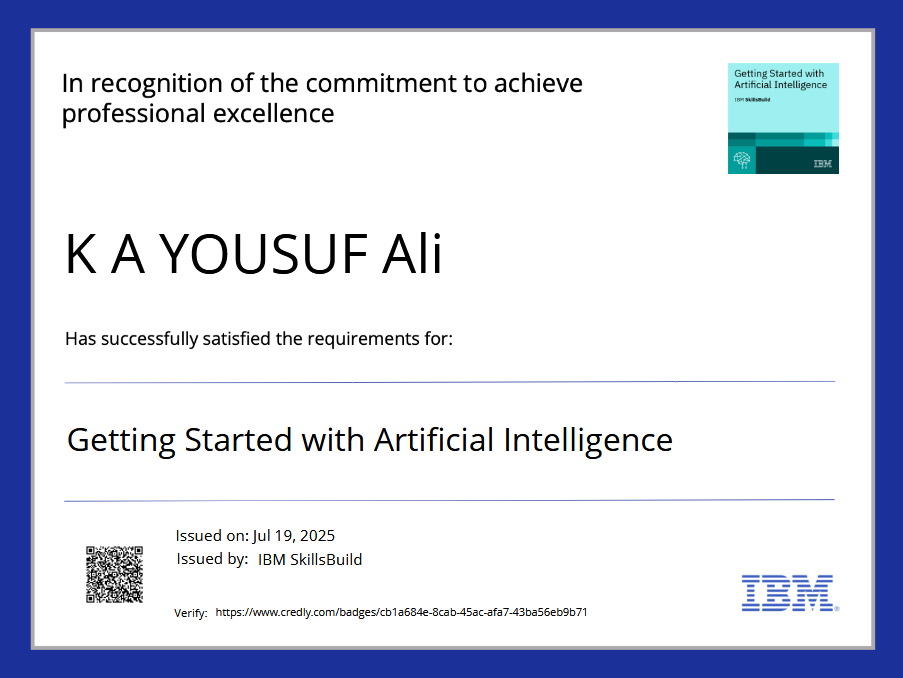 In recognition of the commitment to achieve
professional excellence
Getting Started with
Artificial Intelligence
IBM SkillsBuild
IBM
K A YOUSUF Ali
Has successfully satisfied the requirements for:
Getting Started with Artificial Intelligence
Issued on: Jul 19, 2025
Issued by: IBM SkillsBuild
Verify: https://www.credly.com/badges/cb1a684e-8cab-45ac-afa7-43ba56eb9b71
IBM®